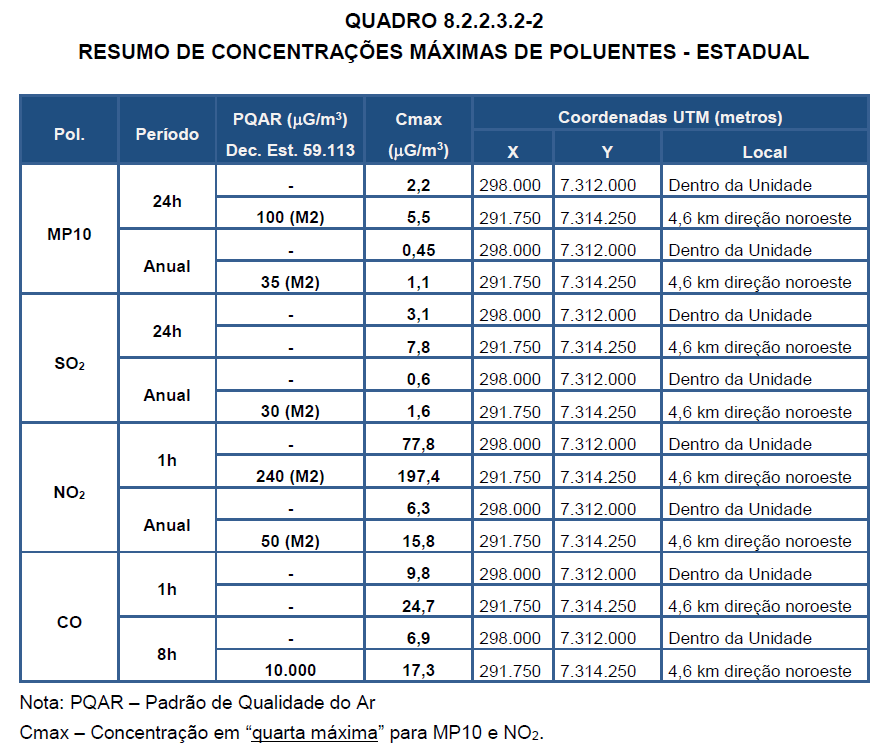 QUADRO 8.2.2.3.2-2
RESUMO DE CONCENTRAÇÕES MÁXIMAS DE POLUENTES - ESTADUAL
Pol. Período PQAR (µG/m³) Dec. Est. 59.113 Cmax (µG/m³) Coordenadas UTM (metros)
X Y Local
MP10 24h - 2,2 298.000 7.312.000 Dentro da Unidade
100 (M2) 5,5 291.750 7.314.250 4,6 km direção noroeste
Anual - 0,45 298.000 7.312.000 Dentro da Unidade
35 (M2) 1,1 291.750 7.314.250 4,6 km direção noroeste
SO₂ 24h - 3,1 298.000 7.312.000 Dentro da Unidade
- 7,8 291.750 7.314.250 4,6 km direção noroeste
Anual - 0,6 298.000 7.312.000 Dentro da Unidade
30 (M2) 1,6 291.750 7.314.250 4,6 km direção noroeste
NO₂ 1h - 77,8 298.000 7.312.000 Dentro da Unidade
240 (M2) 197,4 291.750 7.314.250 4,6 km direção noroeste
Anual - 6,3 298.000 7.312.000 Dentro da Unidade
50 (M2) 15,8 291.750 7.314.250 4,6 km direção noroeste
CO 1h - 9,8 298.000 7.312.000 Dentro da Unidade
- 24,7 291.750 7.314.250 4,6 km direção noroeste
8h - 6,9 298.000 7.312.000 Dentro da Unidade
10.000 17,3 291.750 7.314.250 4,6 km direção noroeste
Nota: PQAR – Padrão de Qualidade do Ar
Cmax – Concentração em “quarta máxima” para MP10 e NO₂.